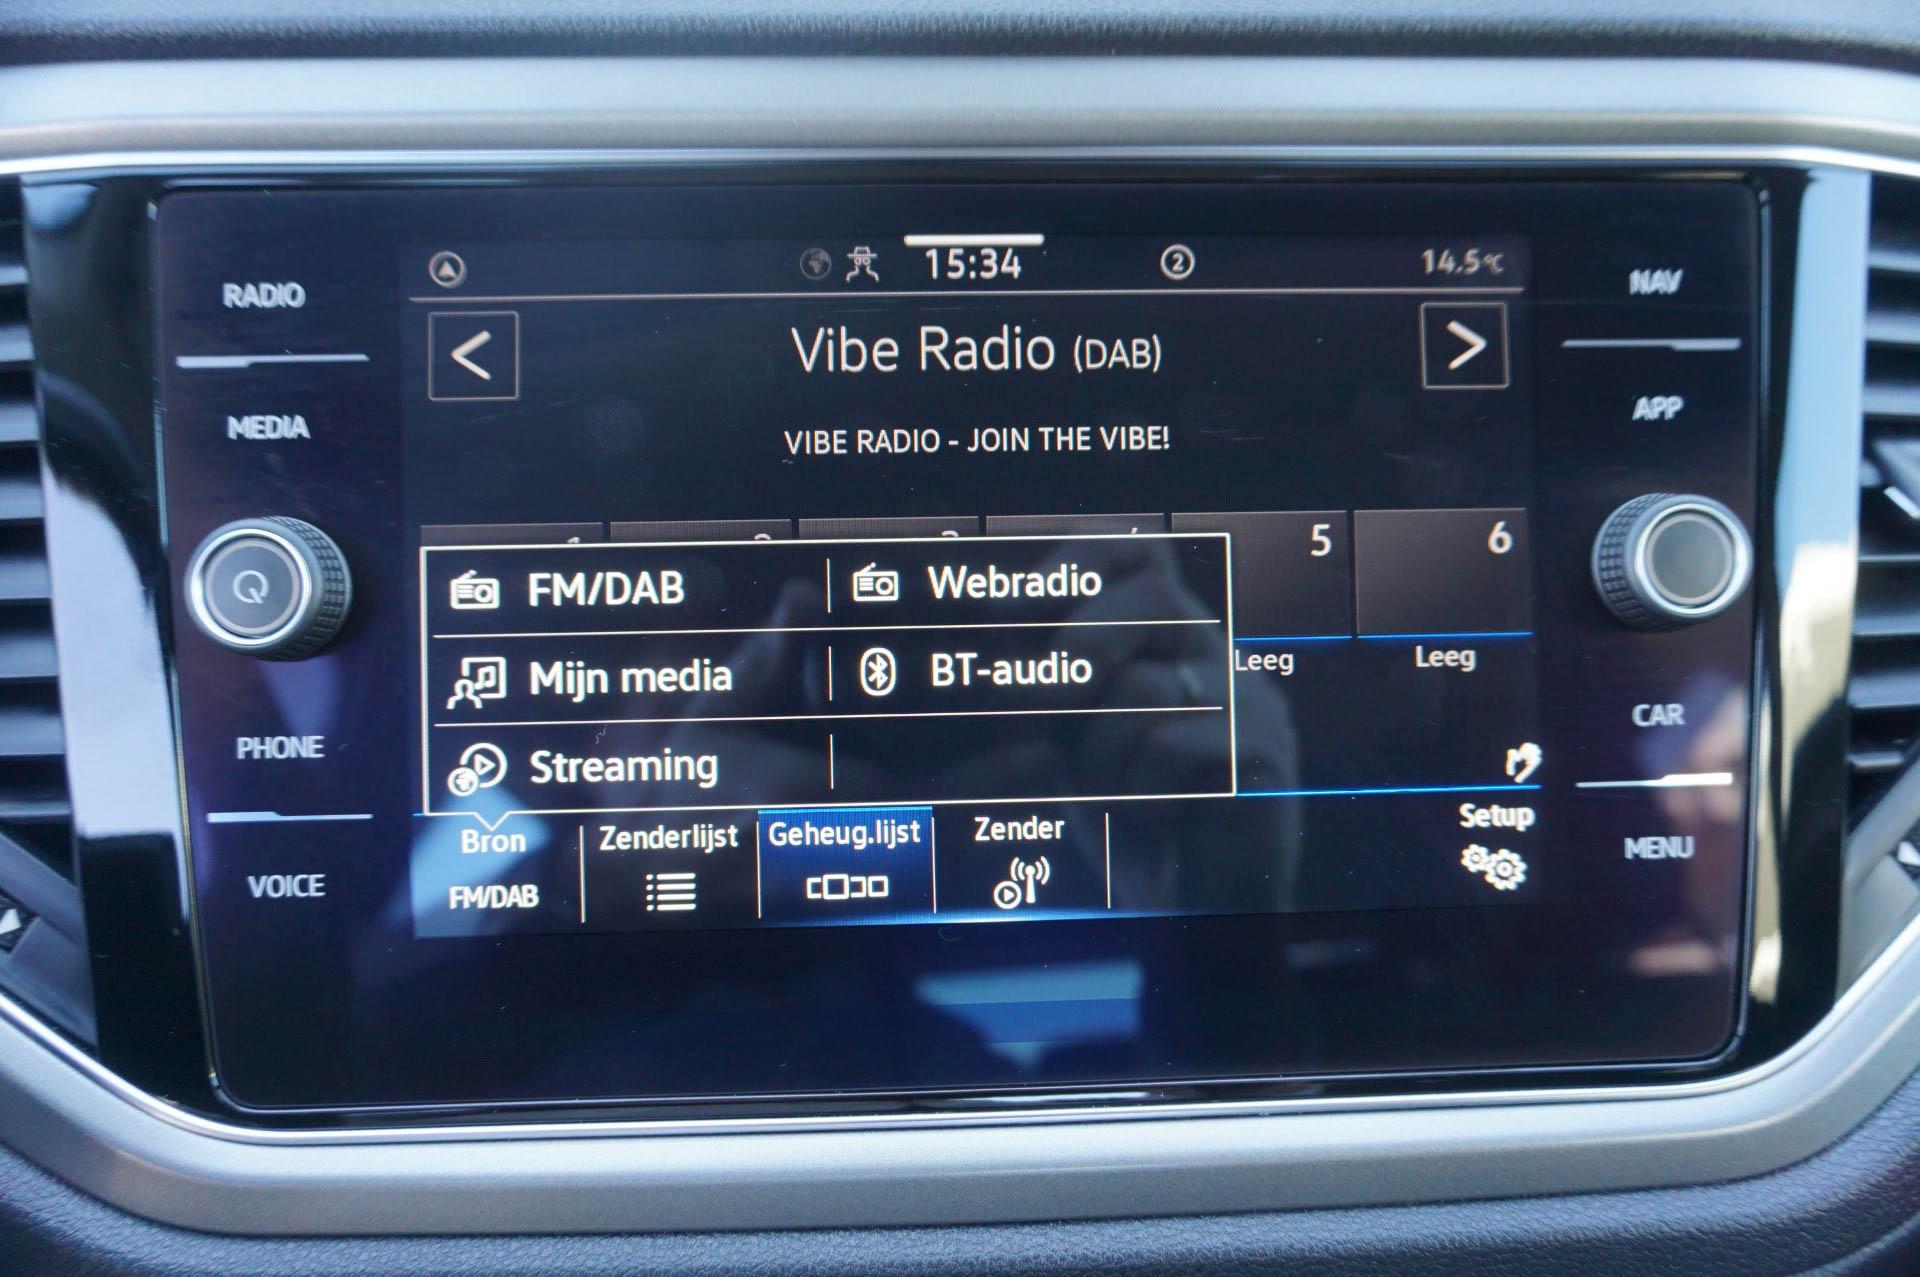 RADIO
MEDIA
PHONE
VOICE
15:34
2
14.5°C
Vibe Radio (DAB)
VIBE RADIO - JOIN THE VIBE!
5
6
FM/DAB
Webradio
Mijn media
BT-audio
Streaming
Leeg
Leeg
Bron
FM/DAB
Zenderlijst
Geheug.lijst
Zender
Setup
NAV
APP
CAR
MENU